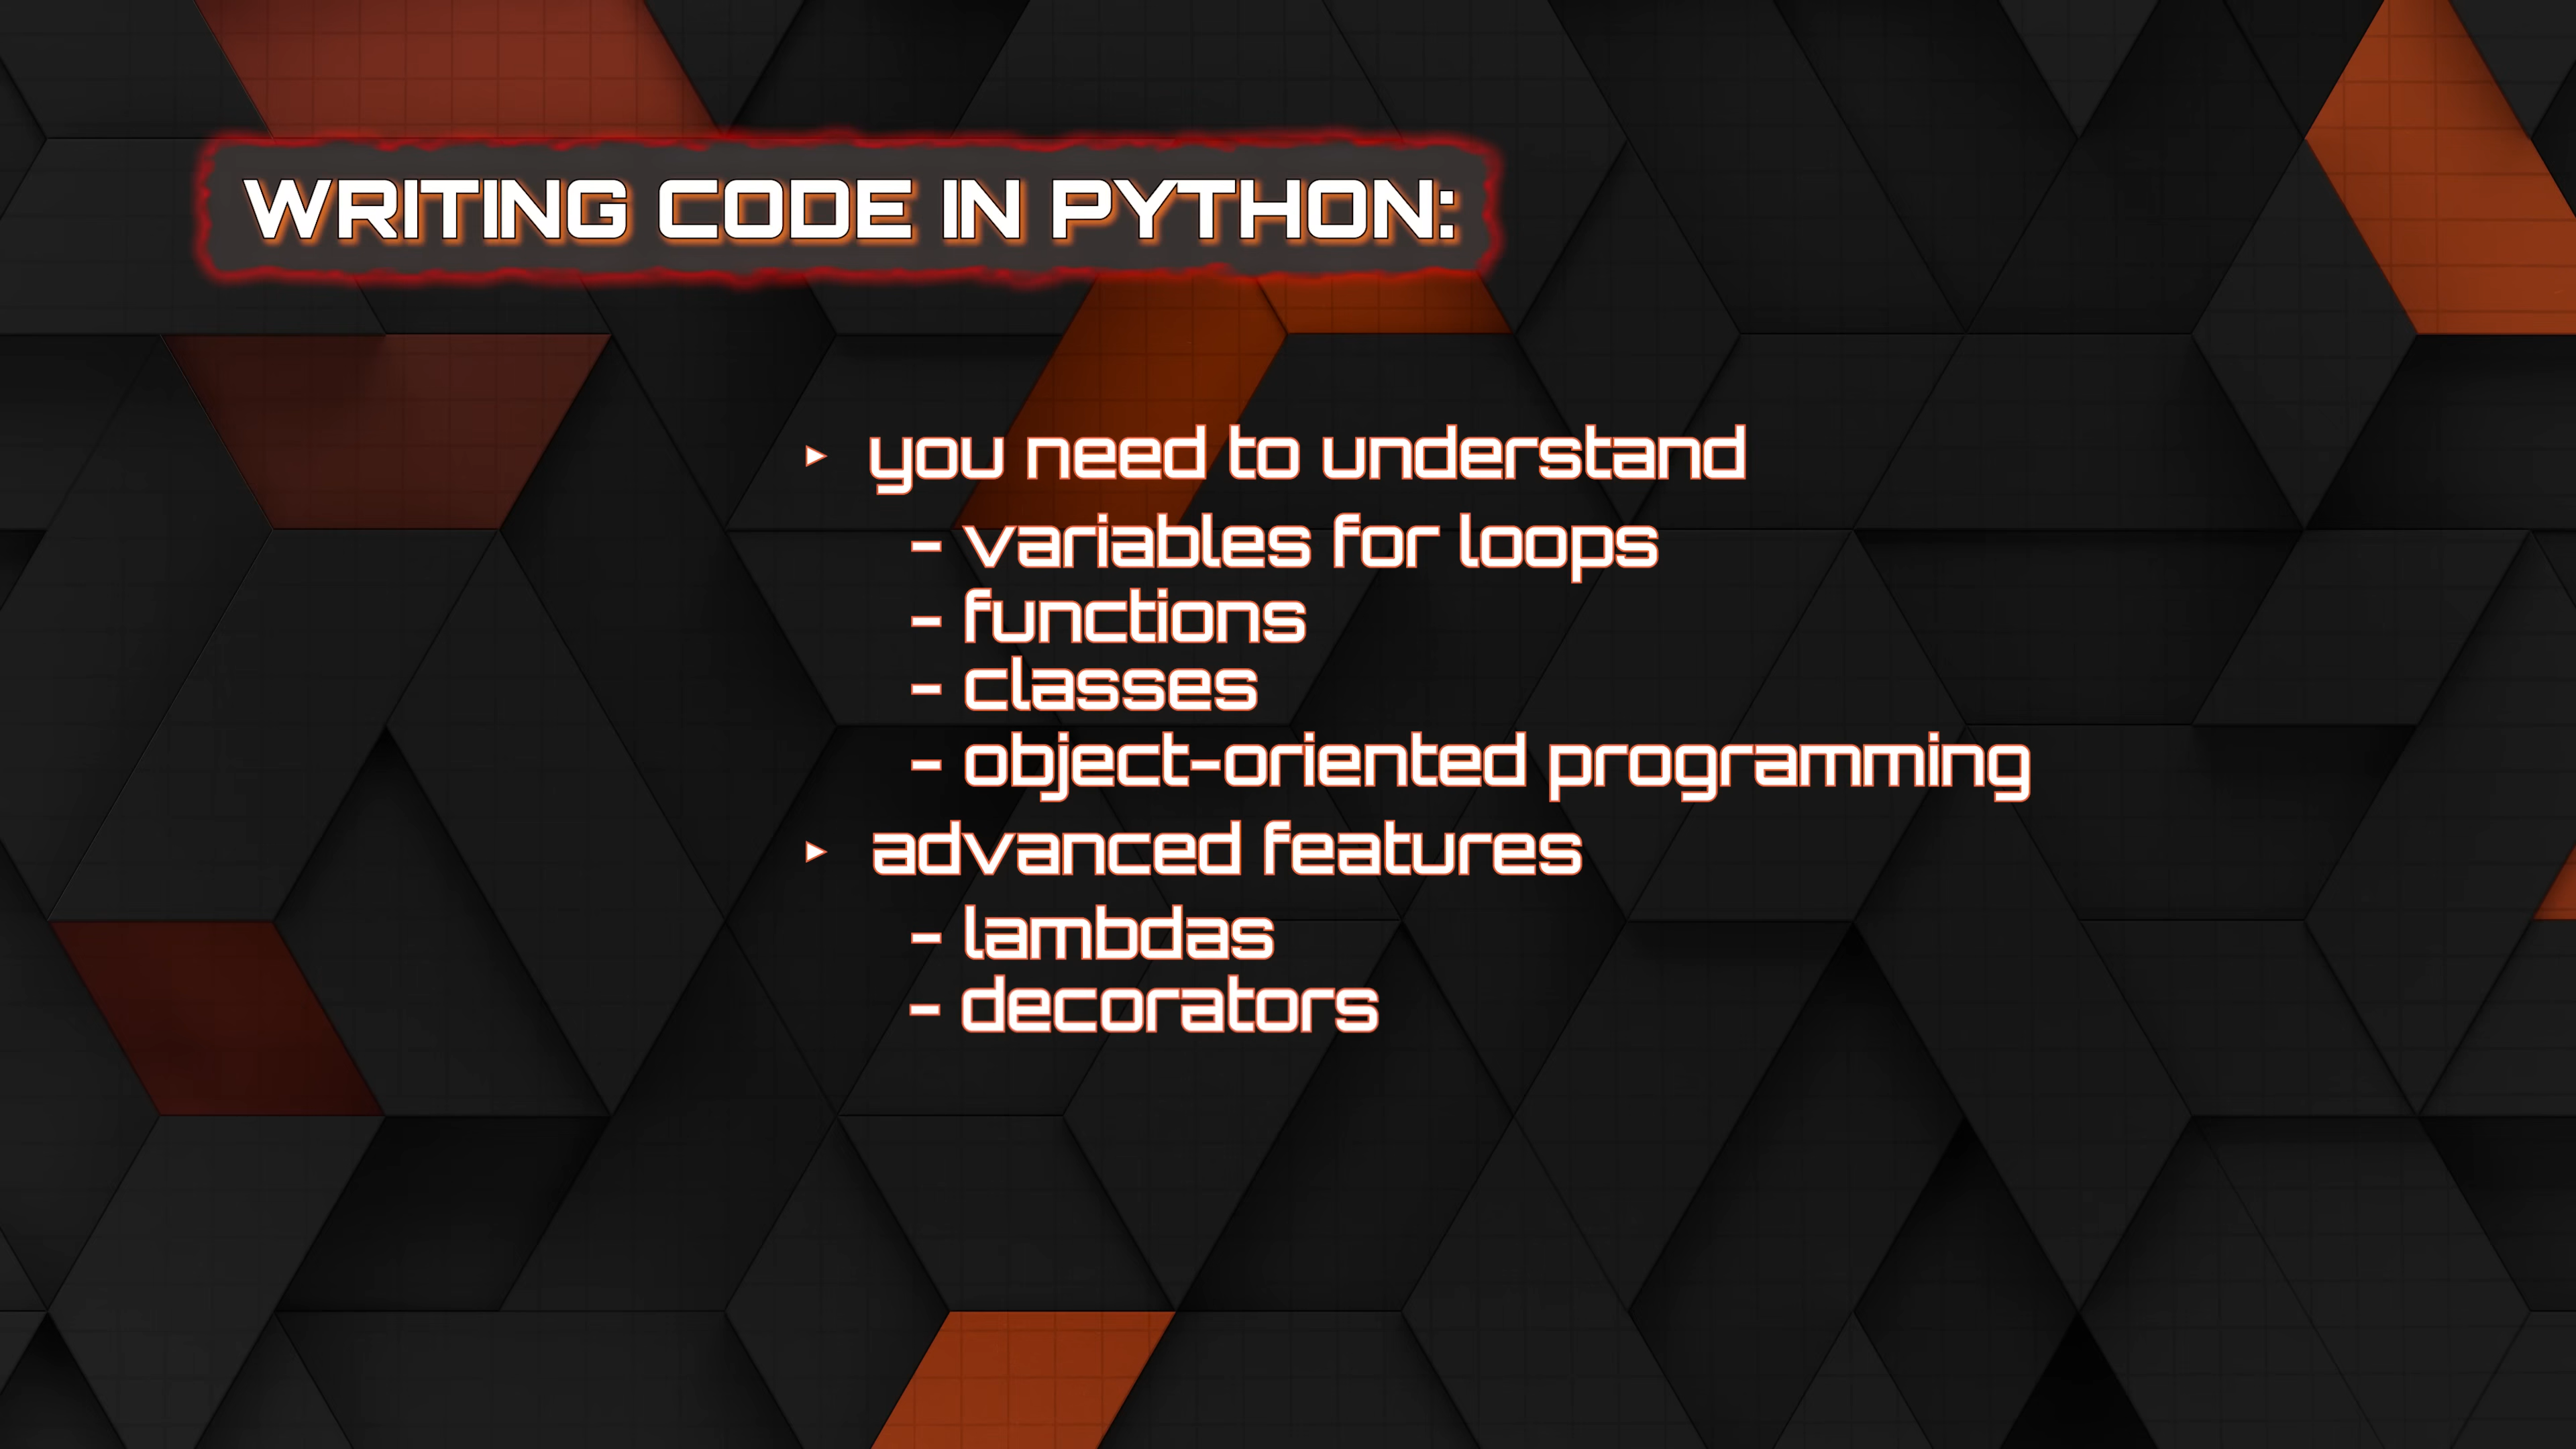 WRITING CODE IN PYTHON:
▸ you need to understand
- variables for loops
- functions
- classes
- object-oriented programming
▸ advanced features
- lambdas
- decorators